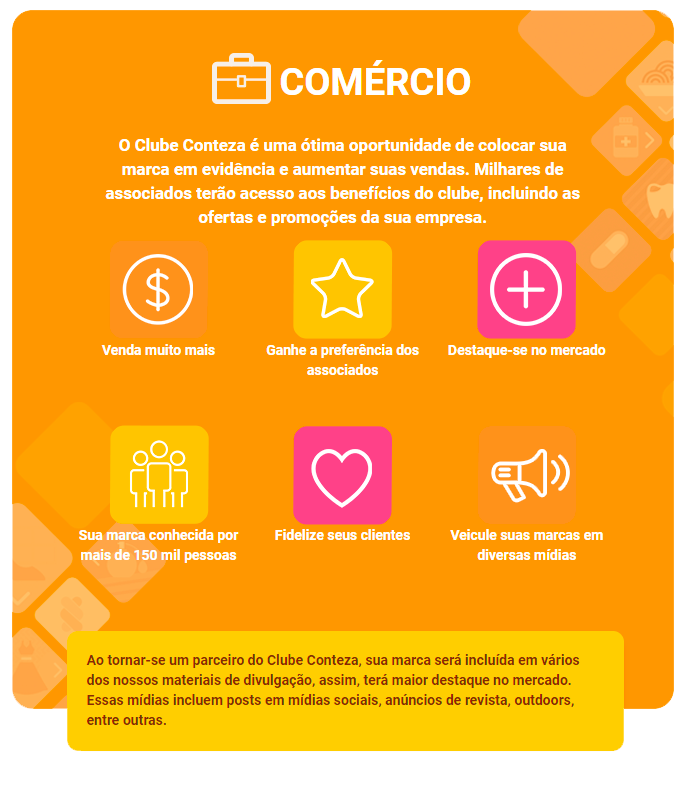 COMÉRCIO
O Clube Conteza é uma ótima oportunidade de colocar sua
marca em evidência e aumentar suas vendas. Milhares de
associados terão acesso aos benefícios do clube, incluindo as
ofertas e promoções da sua empresa.
Venda muito mais
Ganhe a preferência dos
associados
Destaque-se no mercado
Sua marca conhecida por
mais de 150 mil pessoas
Fidelize seus clientes
Veicule suas marcas em
diversas mídias
Ao tornar-se um parceiro do Clube Conteza, sua marca será incluída em vários
dos nossos materiais de divulgação, assim, terá maior destaque no mercado.
Essas mídias incluem posts em mídias sociais, anúncios de revista, outdoors,
entre outras.